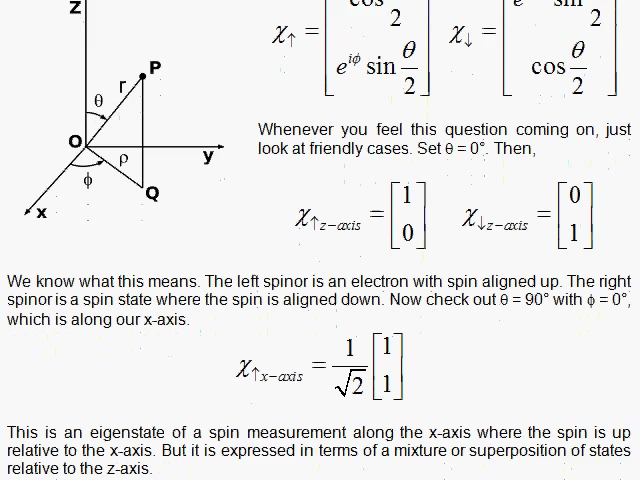 z
P
r
θ
O
ρ
y
ϕ
Q
x
χ↑ = [cos θ/2; e^{iϕ} sin θ/2] χ↓ = [e sin /2; cos θ/2]
Whenever you feel this question coming on, just
look at friendly cases. Set θ = 0°. Then,
χ↑z−axis = [1; 0] χ↓z−axis = [0; 1]
We know what this means. The left spinor is an electron with spin aligned up. The right
spinor is a spin state where the spin is aligned down. Now check out θ = 90° with ϕ = 0°,
which is along our x-axis.
χ↑x−axis = 1/√2 [1; 1]
This is an eigenstate of a spin measurement along the x-axis where the spin is up
relative to the x-axis. But it is expressed in terms of a mixture or superposition of states
relative to the z-axis.